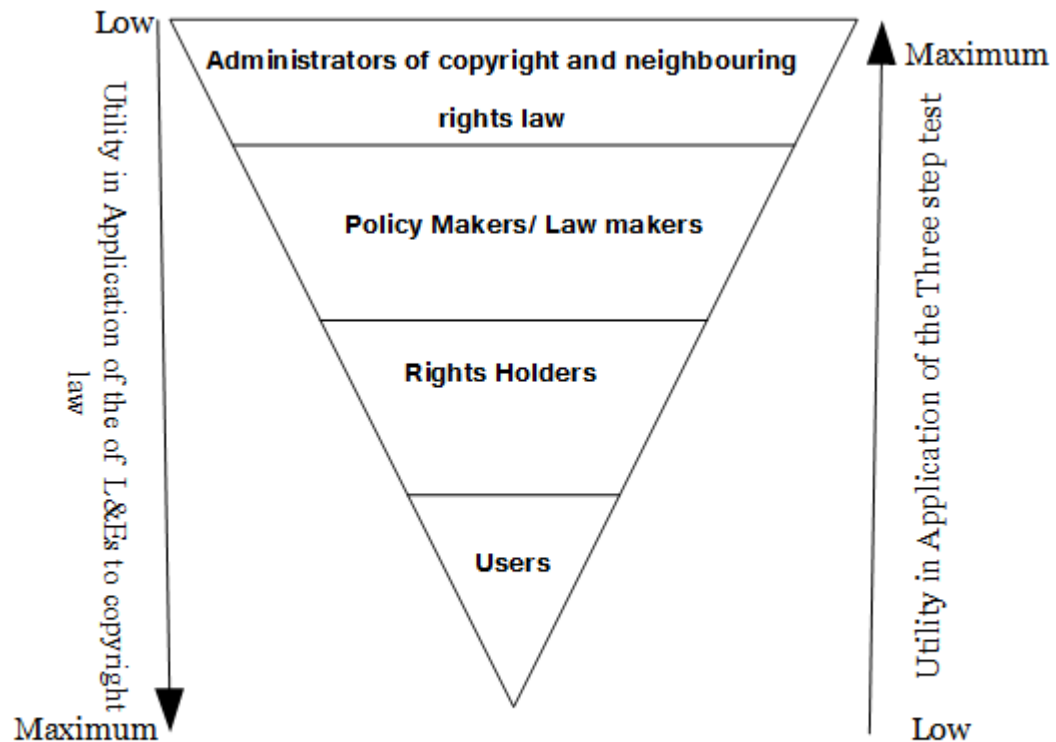 Low
Maximum
Administrators of copyright and neighbouring
rights law
Policy Makers/ Law makers
Rights Holders
Users
Utility in Application of the of L&Es to copyright
law
Utility in Application of the Three step test
Maximum
Low